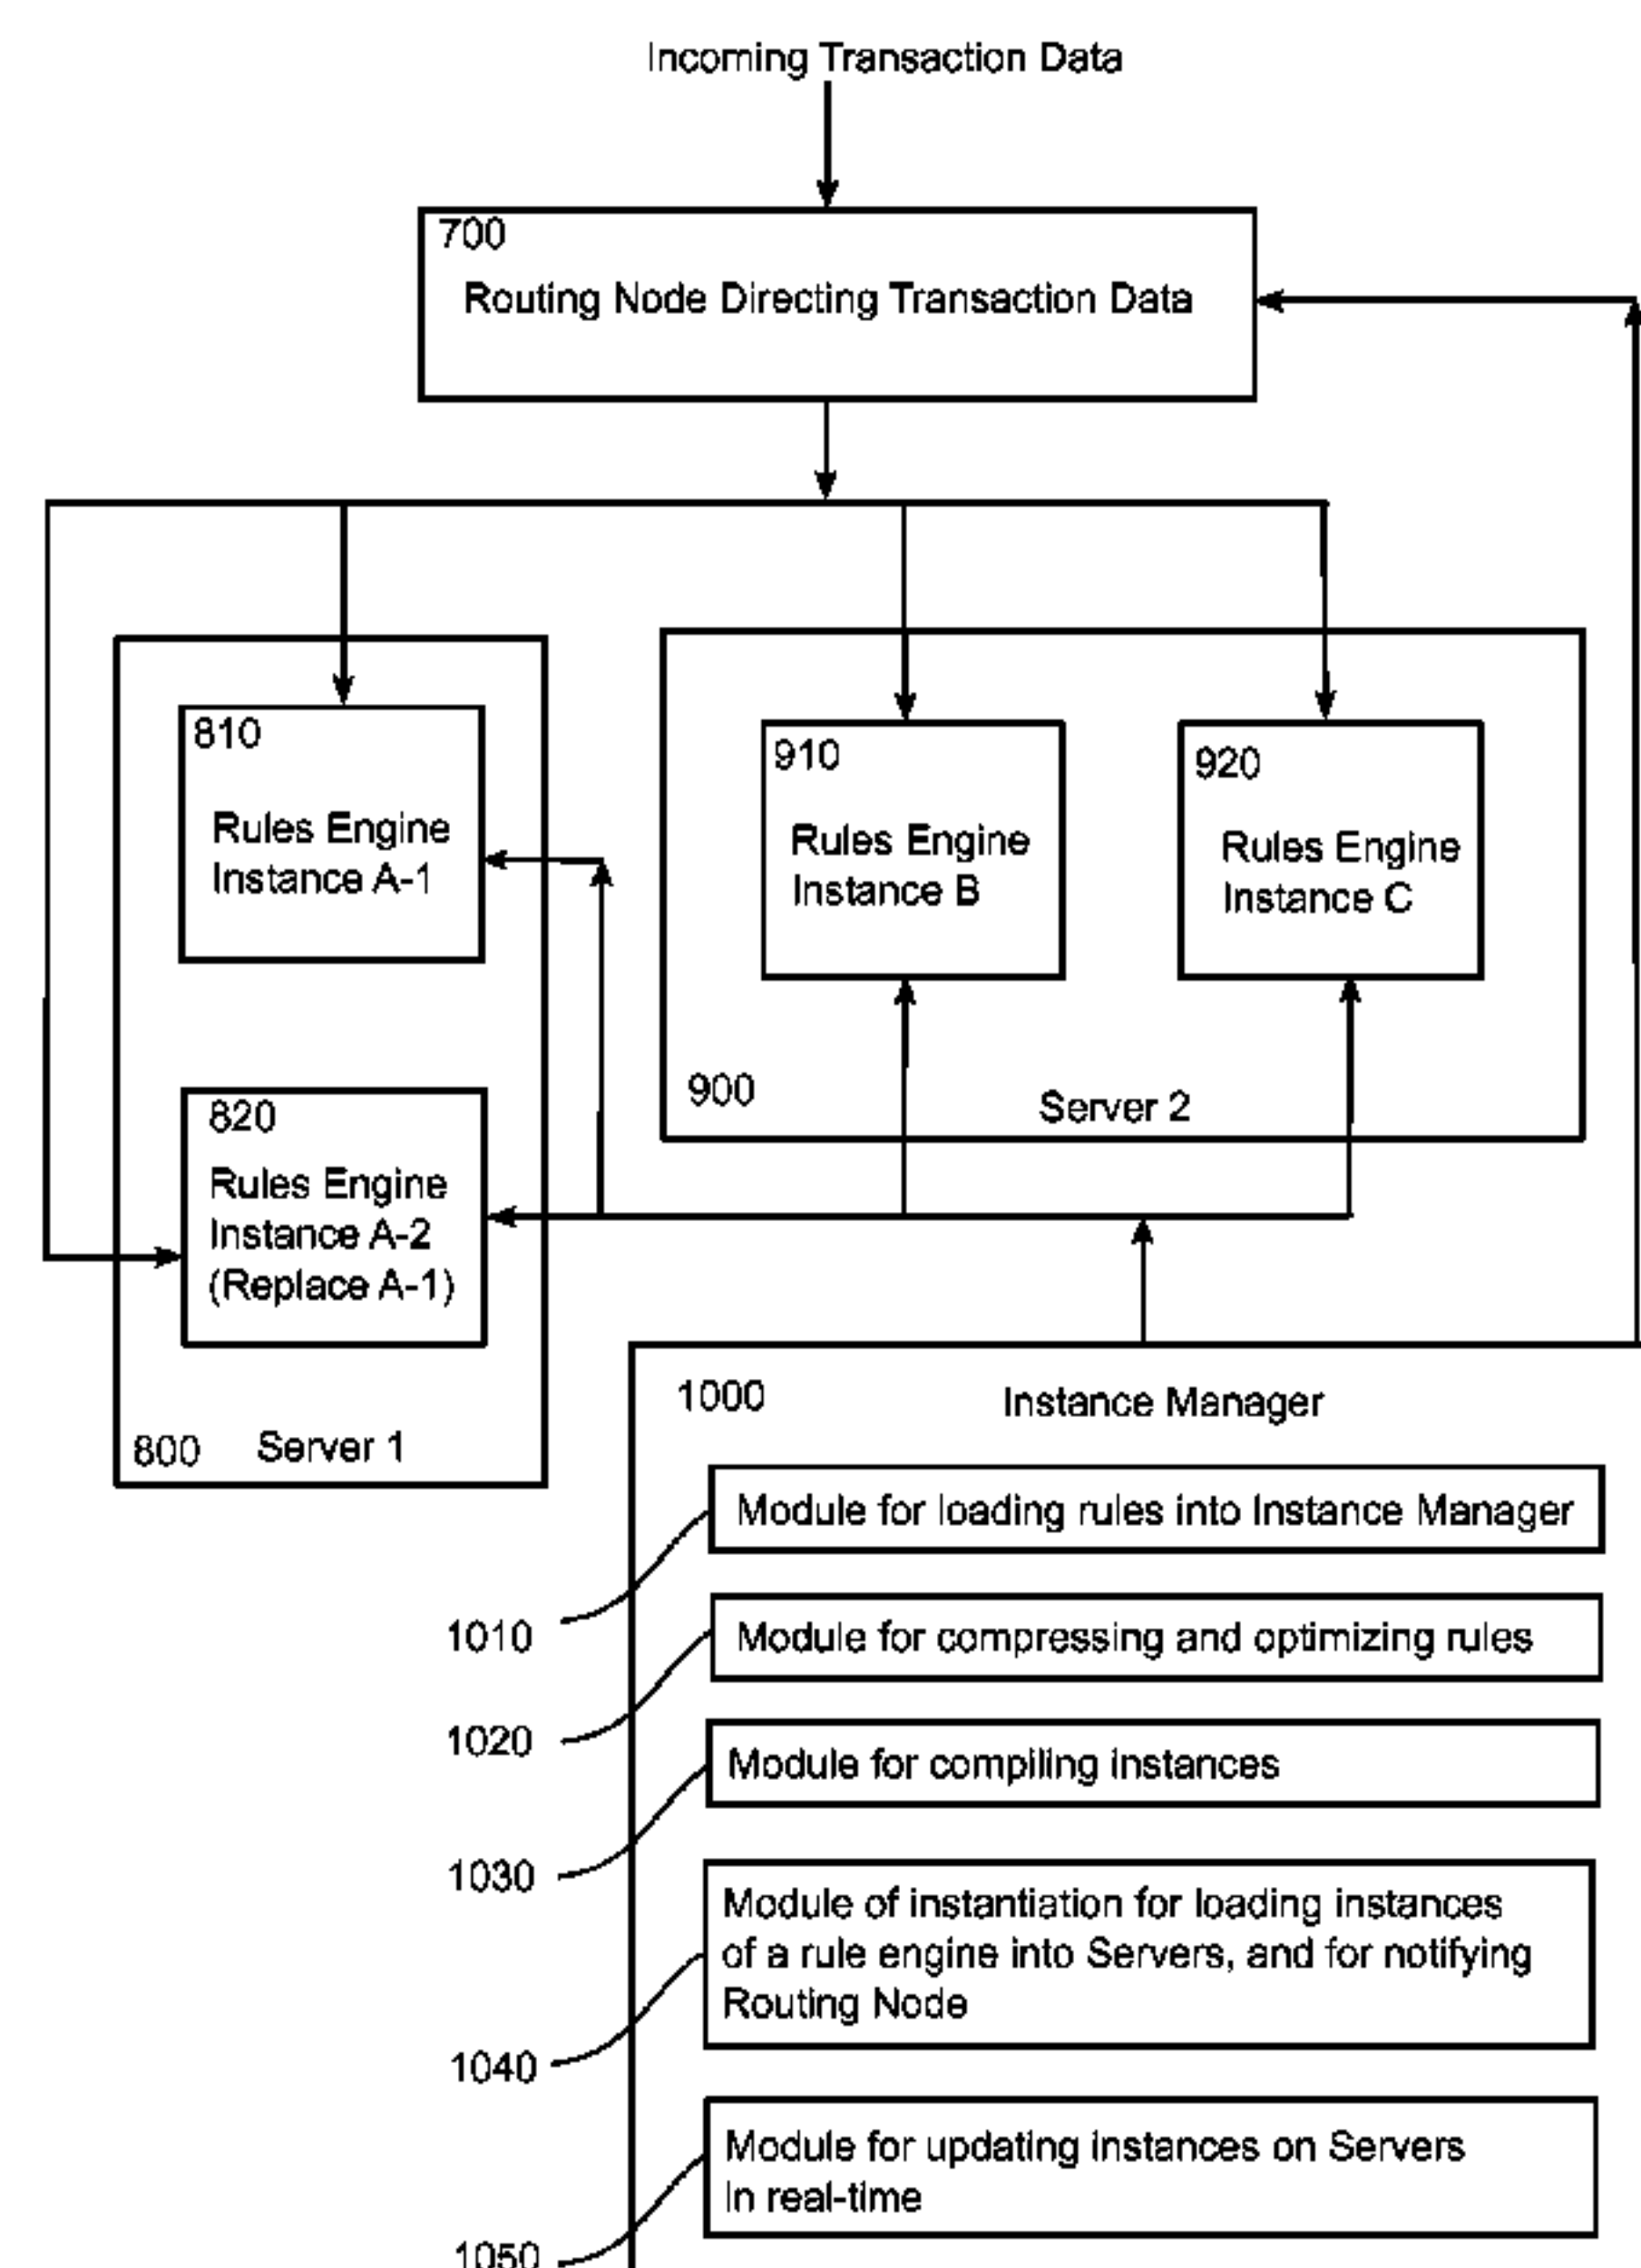 Incoming Transaction Data
700
Routing Node Directing Transaction Data
810
Rules Engine
Instance A-1
910
Rules Engine
Instance B
920
Rules Engine
Instance C
900
Server 2
820
Rules Engine
Instance A-2
(Replace A-1)
800
Server 1
1000
Instance Manager
Module for loading rules into Instance Manager
1010
Module for compressing and optimizing rules
1020
Module for compiling instances
1030
Module of instantiation for loading instances
of a rule engine into Servers, and for notifying
Routing Node
1040
Module for updating instances on Servers
in real-time
1050